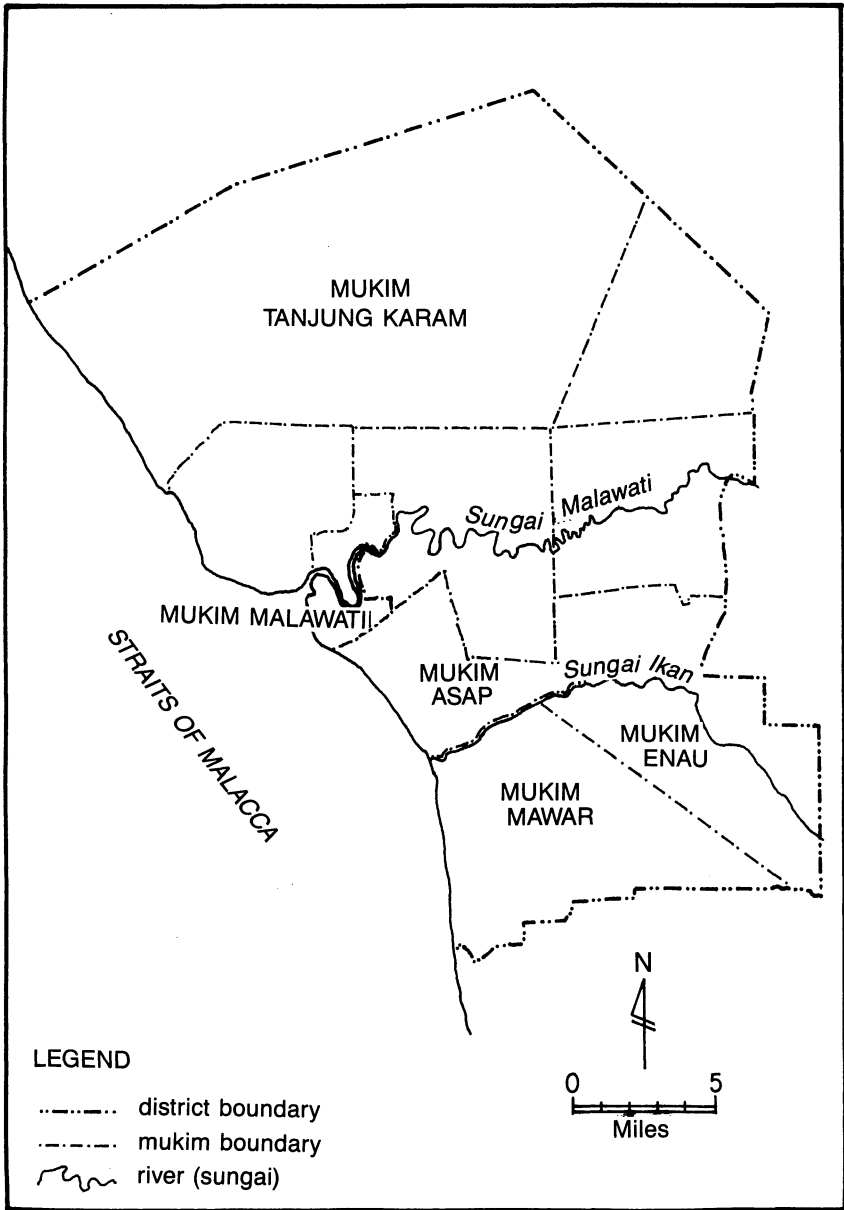 MUKIM
TANJUNG KARAM
Sungai Malawati
MUKIM MALAWATI
STRAITS OF MALACCA
MUKIM
ASAP
Sungai Ikan
MUKIM
ENAU
MUKIM
MAWAR
N
LEGEND
district boundary
mukim boundary
river (sungai)
0 5
Miles